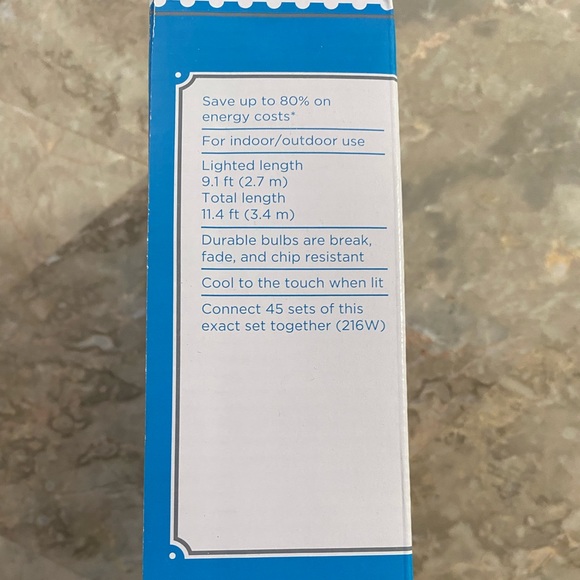 Save up to 80% on
energy costs*
For indoor/outdoor use
Lighted length
9.1 ft (2.7 m)
Total length
11.4 ft (3.4 m)
Durable bulbs are break,
fade, and chip resistant
Cool to the touch when lit
Connect 45 sets of this
exact set together (216W)